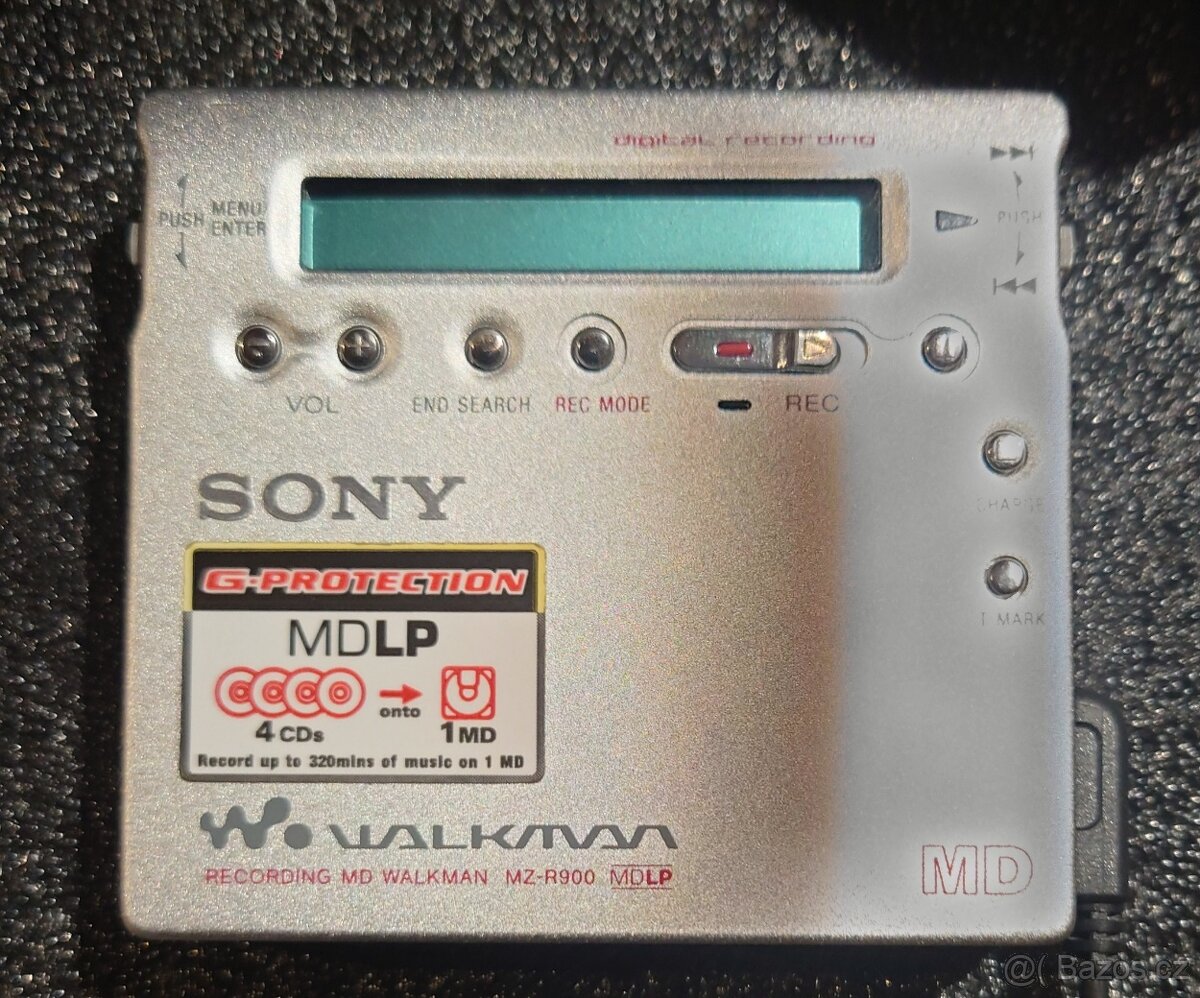 digital recording
PUSH
MENU
ENTER
PUSH
VOL
END SEARCH
REC MODE
REC
CHARGE
T MARK
SONY
G-PROTECTION
MDLP
4 CDs
onto
1 MD
Record up to 320mins of music on 1 MD
WALKMAN
RECORDING MD WALKMAN MZ-R900 MDLP
MD
@( Bazos.cz